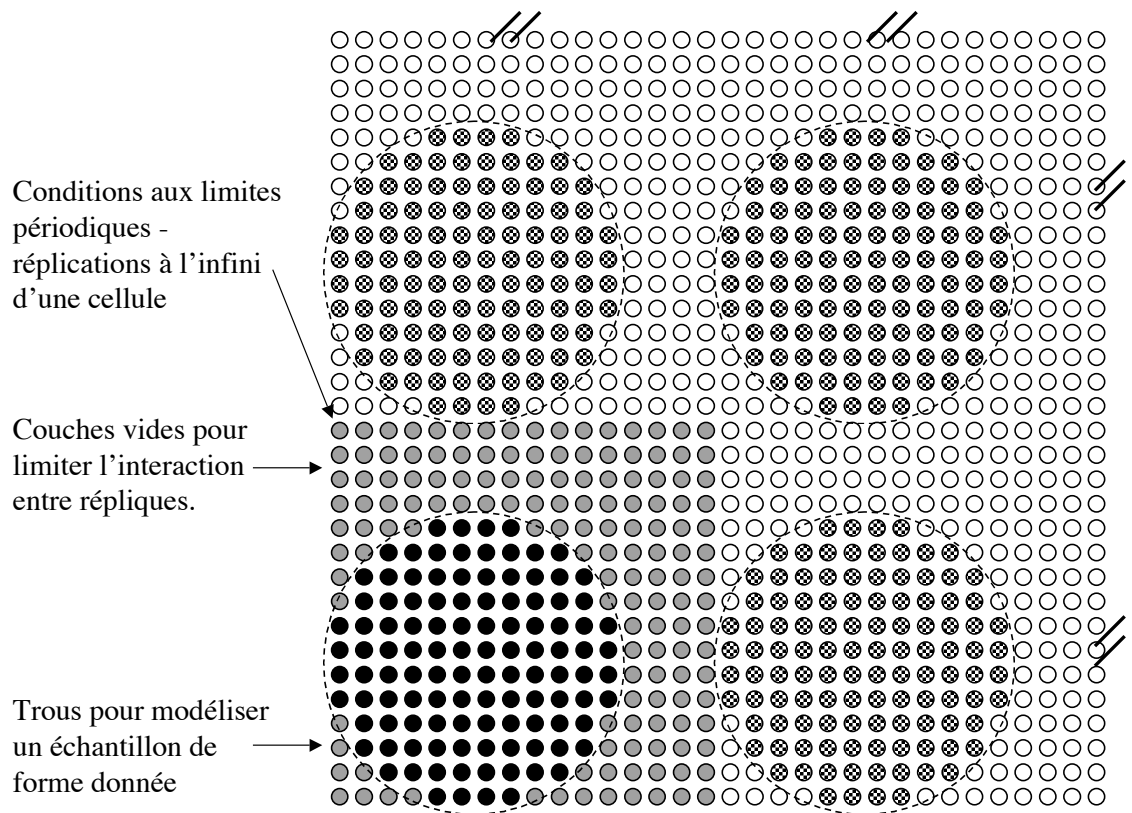 Conditions aux limites
périodiques -
réplications à l’infini
d’une cellule
Couches vides pour
limiter l’interaction
entre répliques.
Trous pour modéliser
un échantillon de
forme donnée